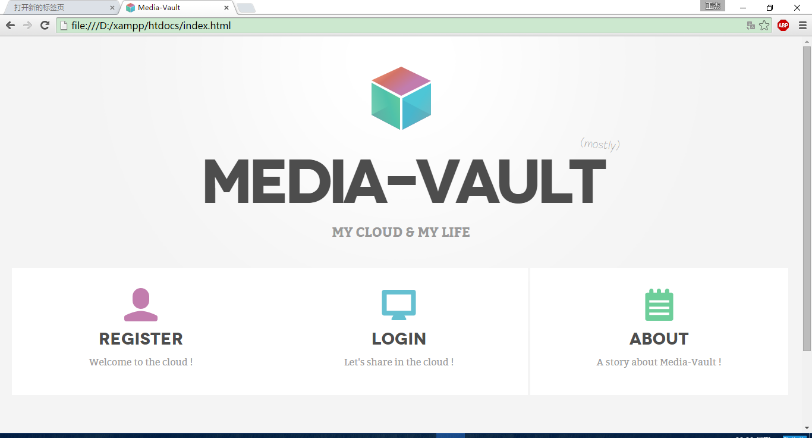 打开新的标签页
Media-Vault
file:///D:/xampp/htdocs/index.html
ABP
(mostly)
MEDIA-VAULT
MY CLOUD & MY LIFE
REGISTER
Welcome to the cloud !
LOGIN
Let's share in the cloud !
ABOUT
A story about Media-Vault !